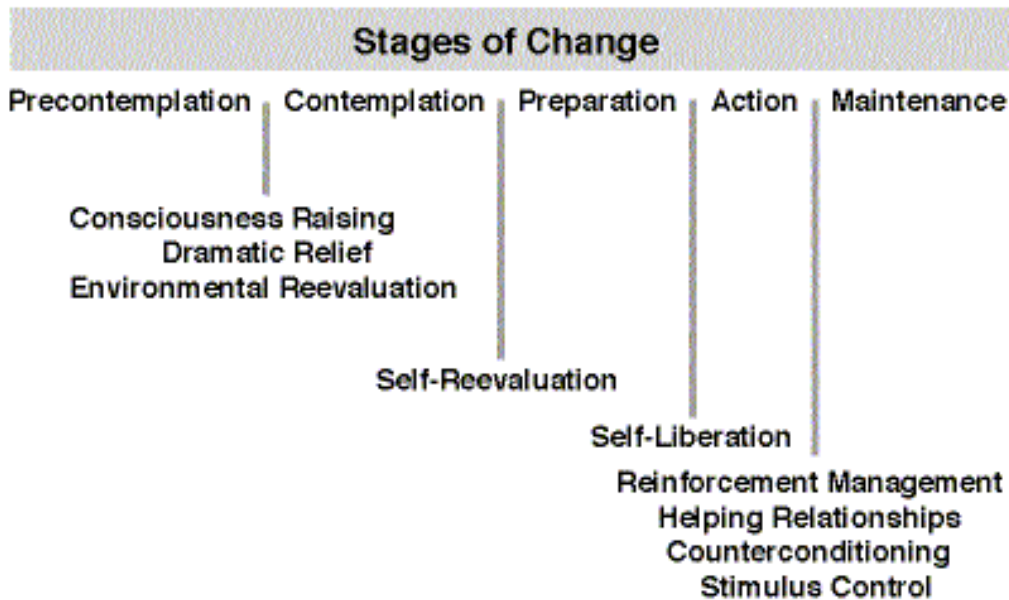 Stages of Change
Precontemplation Contemplation Preparation Action Maintenance
Consciousness Raising
Dramatic Relief
Environmental Reevaluation
Self-Reevaluation
Self-Liberation
Reinforcement Management
Helping Relationships
Counterconditioning
Stimulus Control